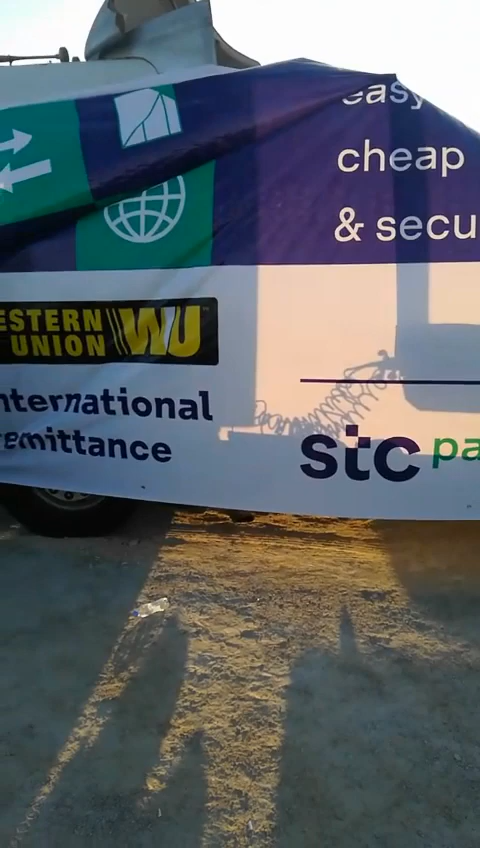 easy
cheap
& secu
ESTERN
UNION
WU
nternational
emittance
stc pa